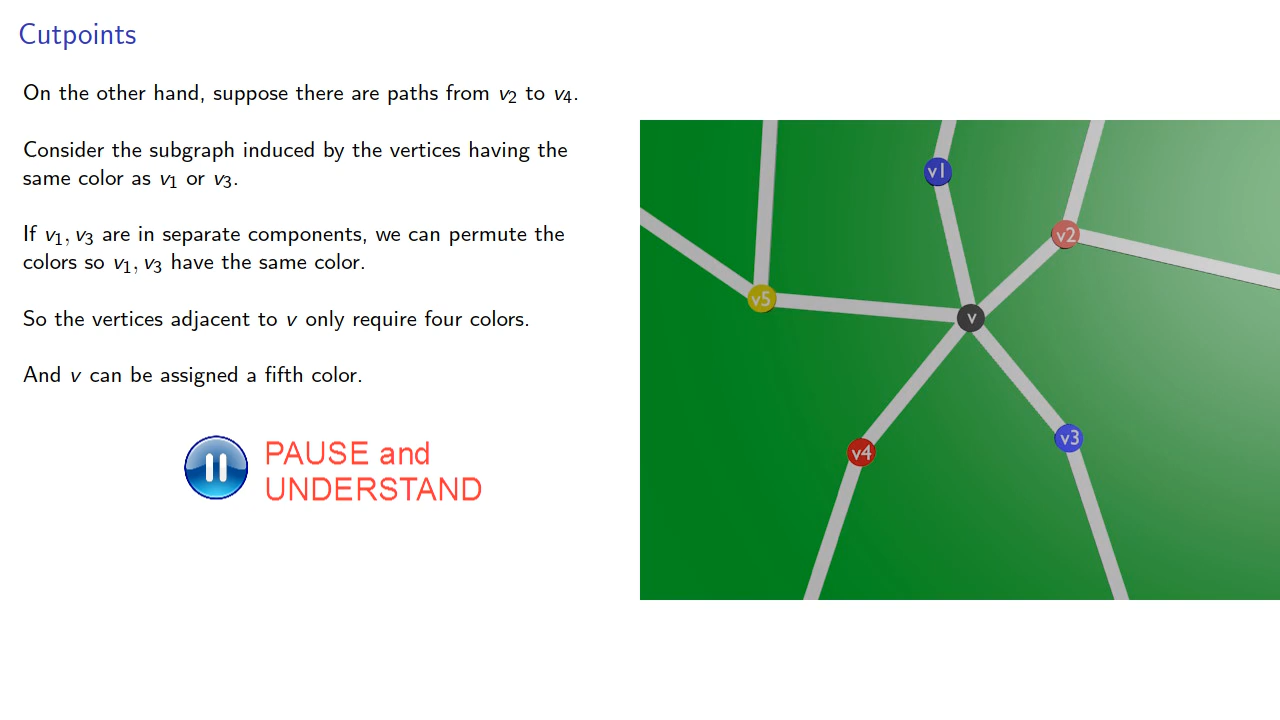 Cutpoints
On the other hand, suppose there are paths from v2 to v4.
Consider the subgraph induced by the vertices having the
same color as v1 or v3.
If v1, v3 are in separate components, we can permute the
colors so v1, v3 have the same color.
So the vertices adjacent to v only require four colors.
And v can be assigned a fifth color.
PAUSE and
UNDERSTAND
v1
v2
v5
v
v3
v4